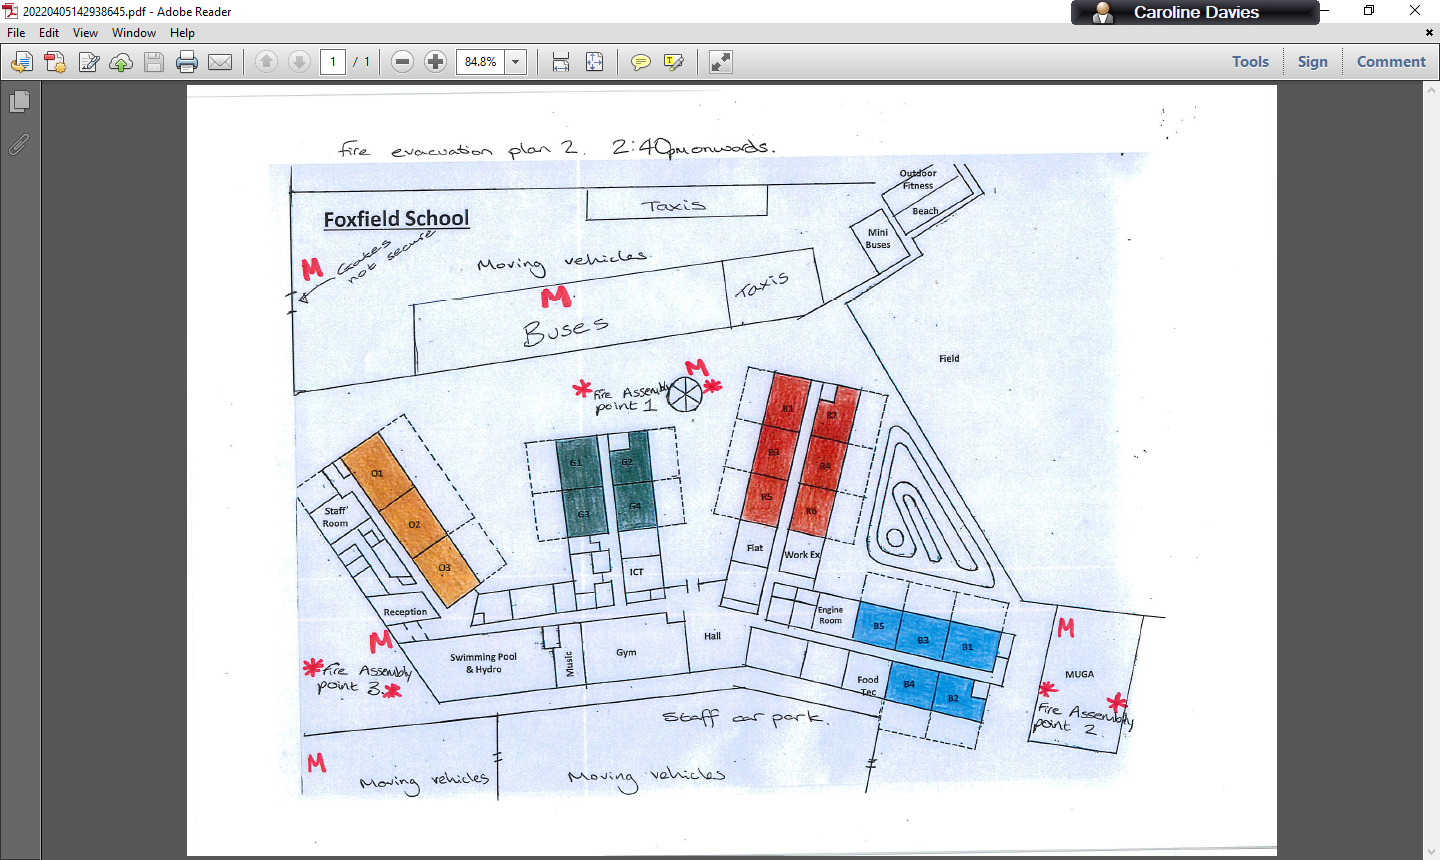 20220405142938645.pdf - Adobe Reader
Caroline Davies
File Edit View Window Help
1 / 1
84.8%
Tools Sign Comment
fire evacuation plan 2. 2:40pm onwards.
Outdoor
Fitness
Beach
Taxis
Foxfield School
Mini
Buses
M
Gates
not secure
Moving vehicles
Taxis
M
Buses
Field
M
* Fire Assembly *
point 1
R1
R2
R3
R4
R5
R6
G1
G2
G3
G4
O1
O2
O3
Staff
Room
Flat
Work Ex
ICT
Reception
Engine
Room
B5
B3
B1
M
M
Hall
Swimming Pool
& Hydro
Music
Gym
MUGA
Food
Tec
B4
B2
* Fire Assembly
point 3. *
* *
Fire Assembly
point 2
Staff car park.
M
Moving vehicles
Moving vehicles